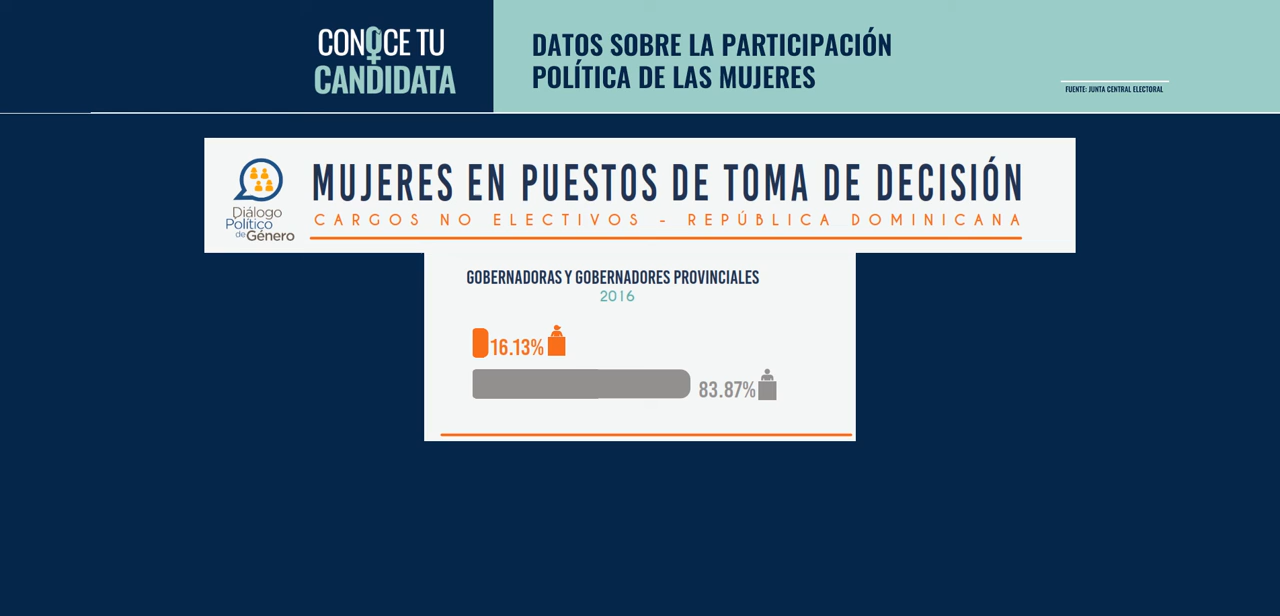 CONOCE TU
CANDIDATA
DATOS SOBRE LA PARTICIPACIÓN
POLÍTICA DE LAS MUJERES
FUENTE: JUNTA CENTRAL ELECTORAL
MUJERES EN PUESTOS DE TOMA DE DECISIÓN
CARGOS NO ELECTIVOS - REPÚBLICA DOMINICANA
Diálogo
Político
de Género
GOBERNADORAS Y GOBERNADORES PROVINCIALES
2016
16.13%
83.87%